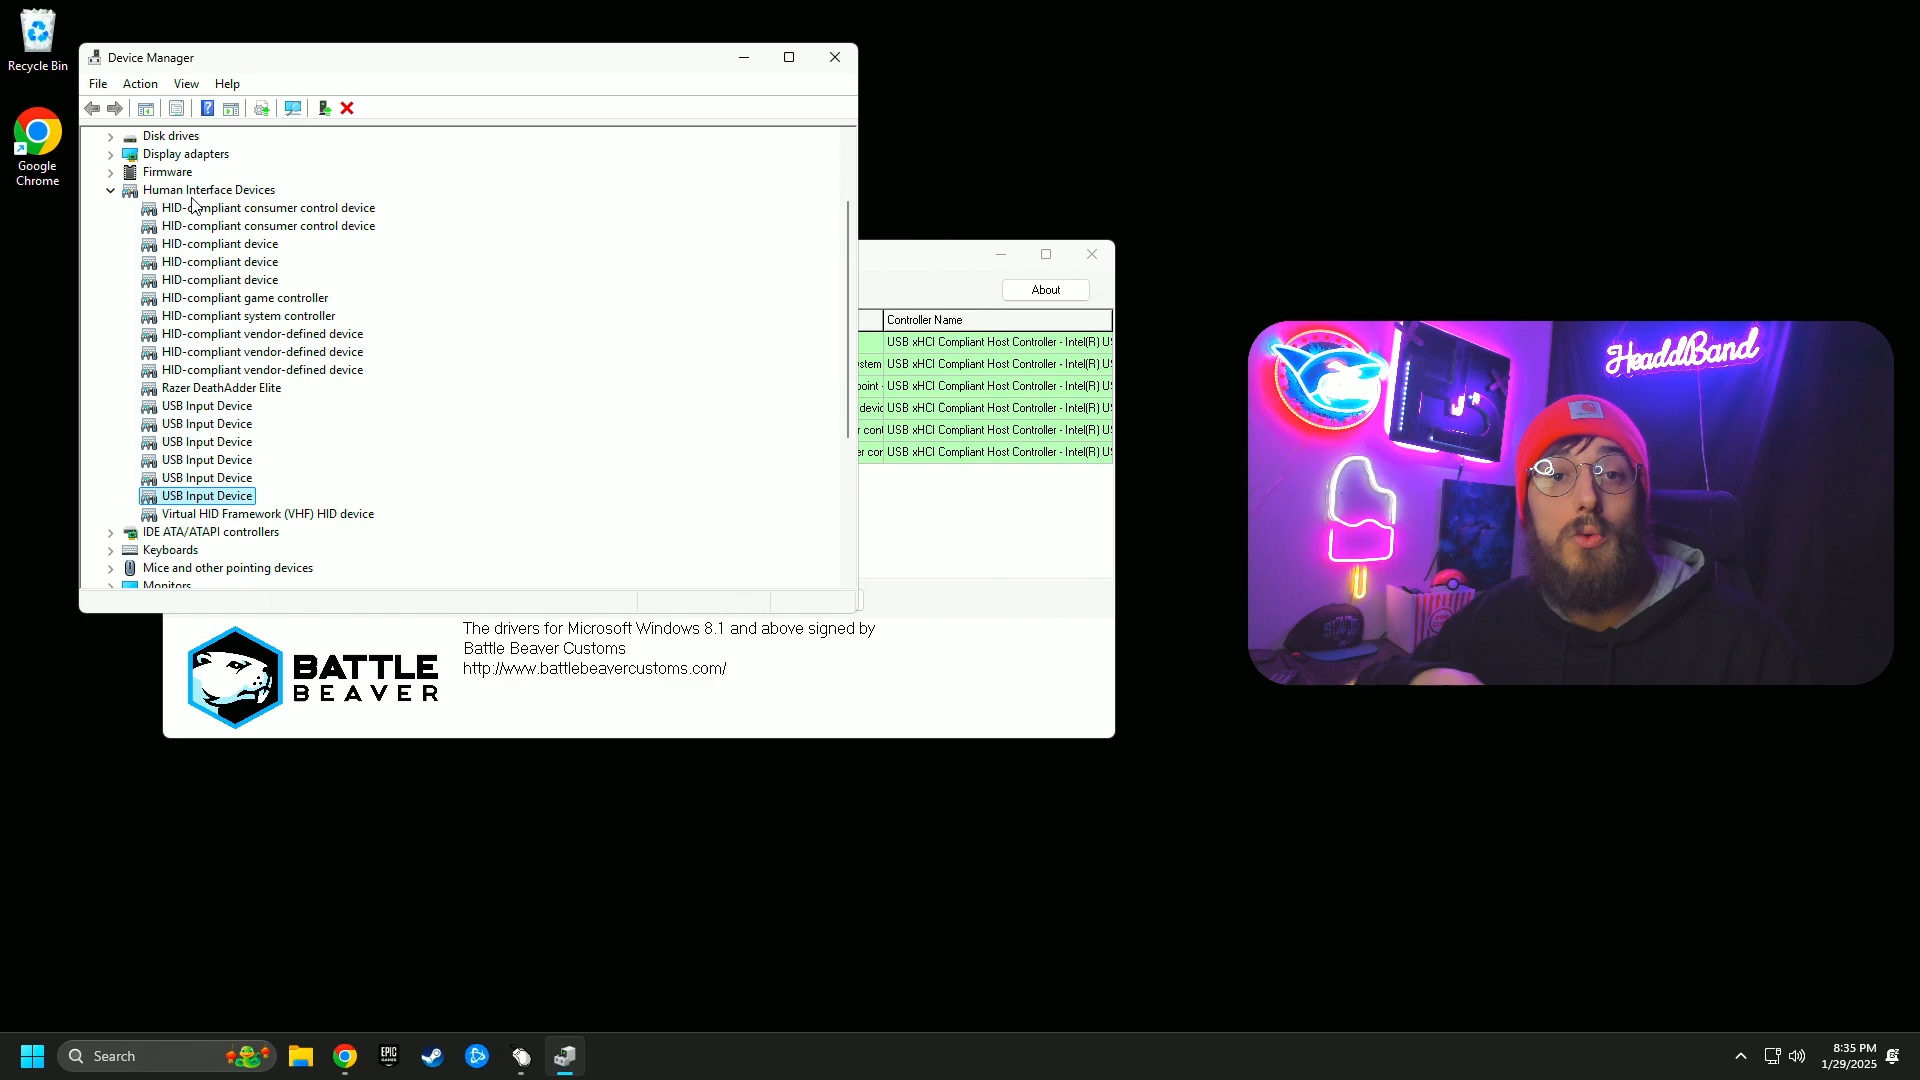 Recycle Bin
Google
Chrome
Device Manager
File Action View Help
Disk drives
Display adapters
Firmware
Human Interface Devices
HID-compliant consumer control device
HID-compliant consumer control device
HID-compliant device
HID-compliant device
HID-compliant device
HID-compliant game controller
HID-compliant system controller
HID-compliant vendor-defined device
HID-compliant vendor-defined device
HID-compliant vendor-defined device
Razer DeathAdder Elite
USB Input Device
USB Input Device
USB Input Device
USB Input Device
USB Input Device
USB Input Device
Virtual HID Framework (VHF) HID device
IDE ATA/ATAPI controllers
Keyboards
Mice and other pointing devices
Monitors
About
Controller Name
USB xHCI Compliant Host Controller - Intel(R) US
USB xHCI Compliant Host Controller - Intel(R) US
USB xHCI Compliant Host Controller - Intel(R) US
USB xHCI Compliant Host Controller - Intel(R) US
USB xHCI Compliant Host Controller - Intel(R) US
USB xHCI Compliant Host Controller - Intel(R) US
BATTLE
BEAVER
The drivers for Microsoft Windows 8.1 and above signed by
Battle Beaver Customs
http://www.battlebeavercustoms.com/
HeaddBand
Search
EPIC
GAMES
8:35 PM
1/29/2025